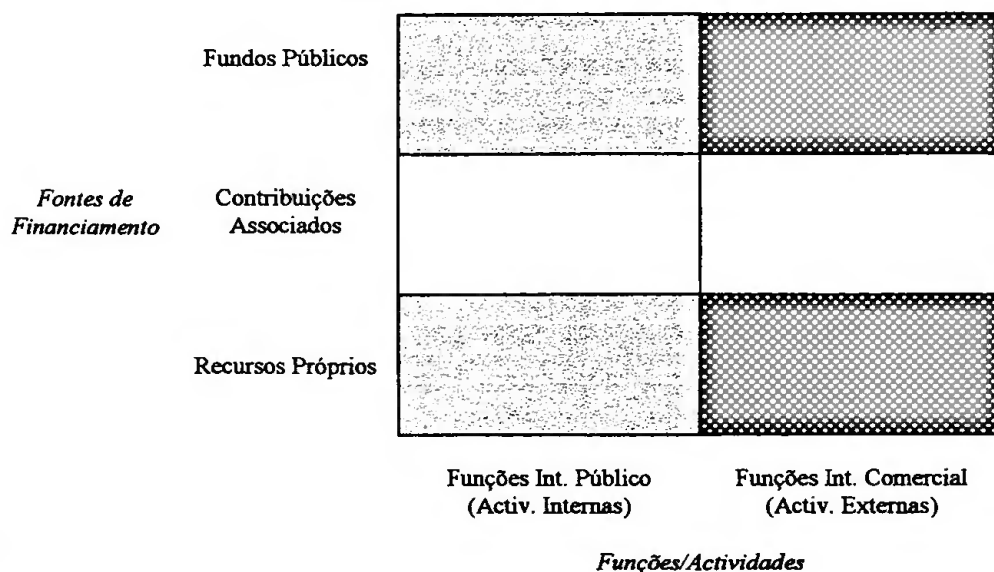 Fundos Públicos
Fontes de
Financiamento
Contribuições
Associados
Recursos Próprios
Funções Int. Público
(Activ. Internas)
Funções Int. Comercial
(Activ. Externas)
Funções/Actividades